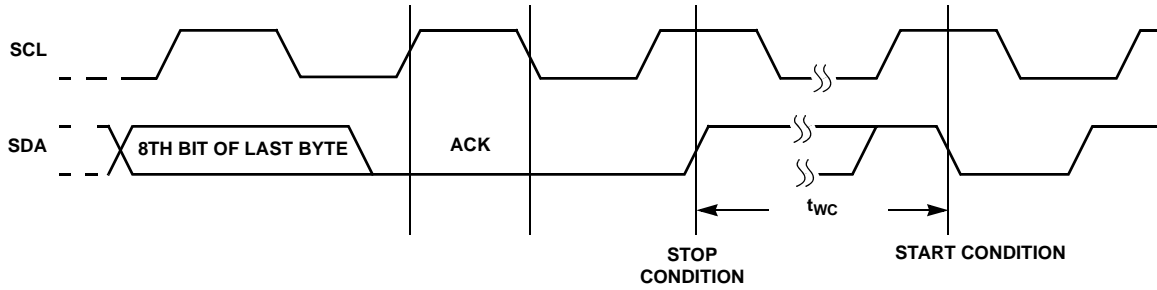 SCL
SDA
8TH BIT OF LAST BYTE
ACK
tWC
STOP
CONDITION
START CONDITION